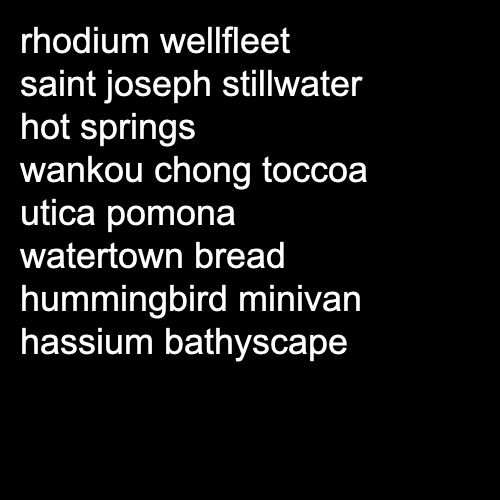 rhodium wellfleet
saint joseph stillwater
hot springs
wankou chong toccoa
utica pomona
watertown bread
hummingbird minivan
hassium bathyscape